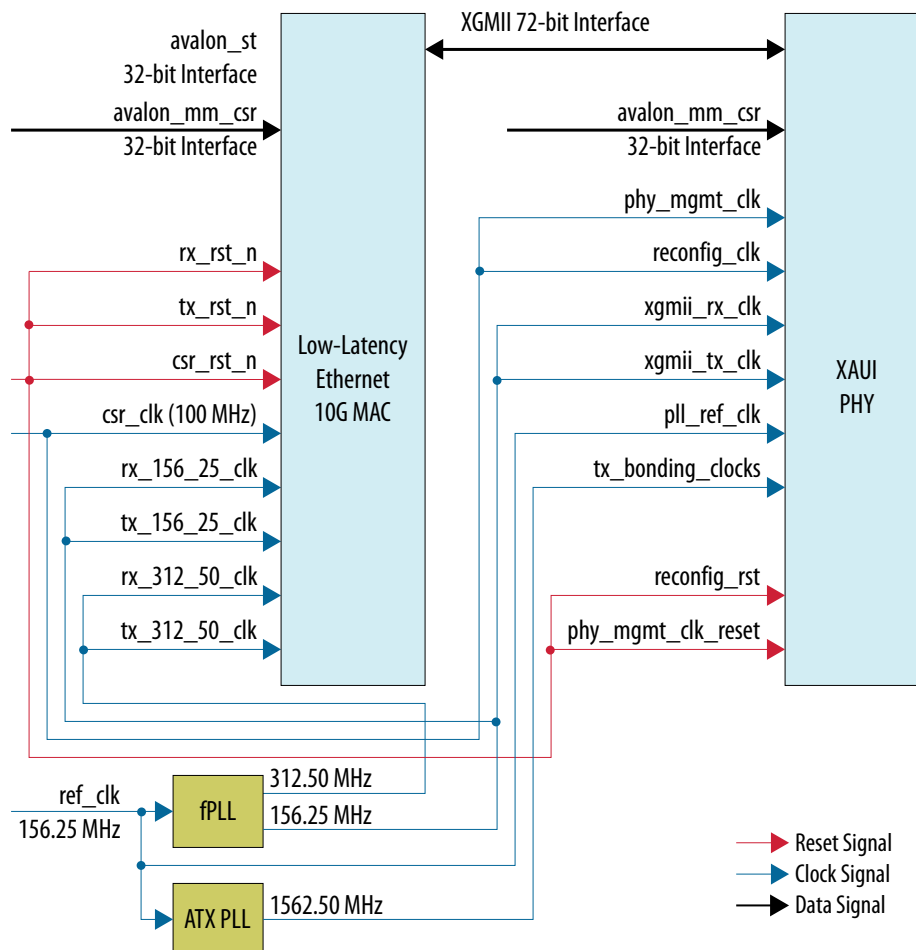 XGMII 72-bit Interface
avalon_st
32-bit Interface
avalon_mm_csr
32-bit Interface
avalon_mm_csr
32-bit Interface
phy_mgmt_clk
rx_rst_n
reconfig_clk
tx_rst_n
xgmii_rx_clk
csr_rst_n
xgmii_tx_clk
Low-Latency
Ethernet
10G MAC
XAUI
PHY
csr_clk (100 MHz)
pll_ref_clk
rx_156_25_clk
tx_bonding_clocks
tx_156_25_clk
rx_312_50_clk
reconfig_rst
tx_312_50_clk
phy_mgmt_clk_reset
ref_clk
156.25 MHz
fPLL
312.50 MHz
156.25 MHz
ATX PLL
1562.50 MHz
Reset Signal
Clock Signal
Data Signal